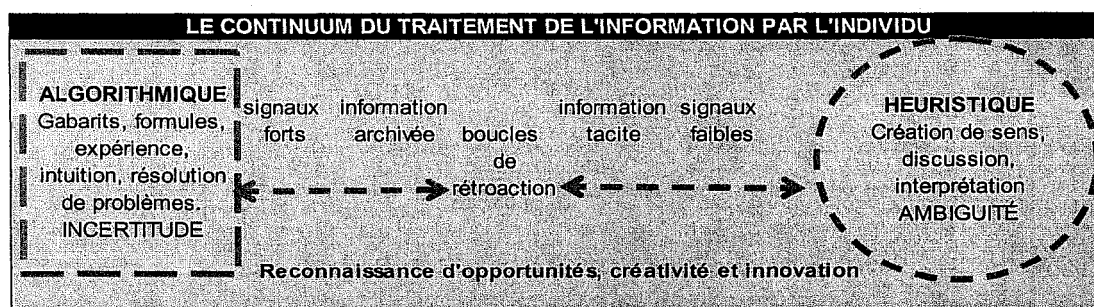 LE CONTINUUM DU TRAITEMENT DE L'INFORMATION PAR L'INDIVIDU
ALGORITHMIQUE
Gabarits, formules,
expérience,
intuition, résolution
de problèmes.
INCERTITUDE
signaux
forts
information
archivée
boucles
de
rétroaction
information
tacite
signaux
faibles
HEURISTIQUE
Création de sens,
discussion,
interprétation
AMBIGUITÉ
Reconnaissance d'opportunités, créativité et innovation